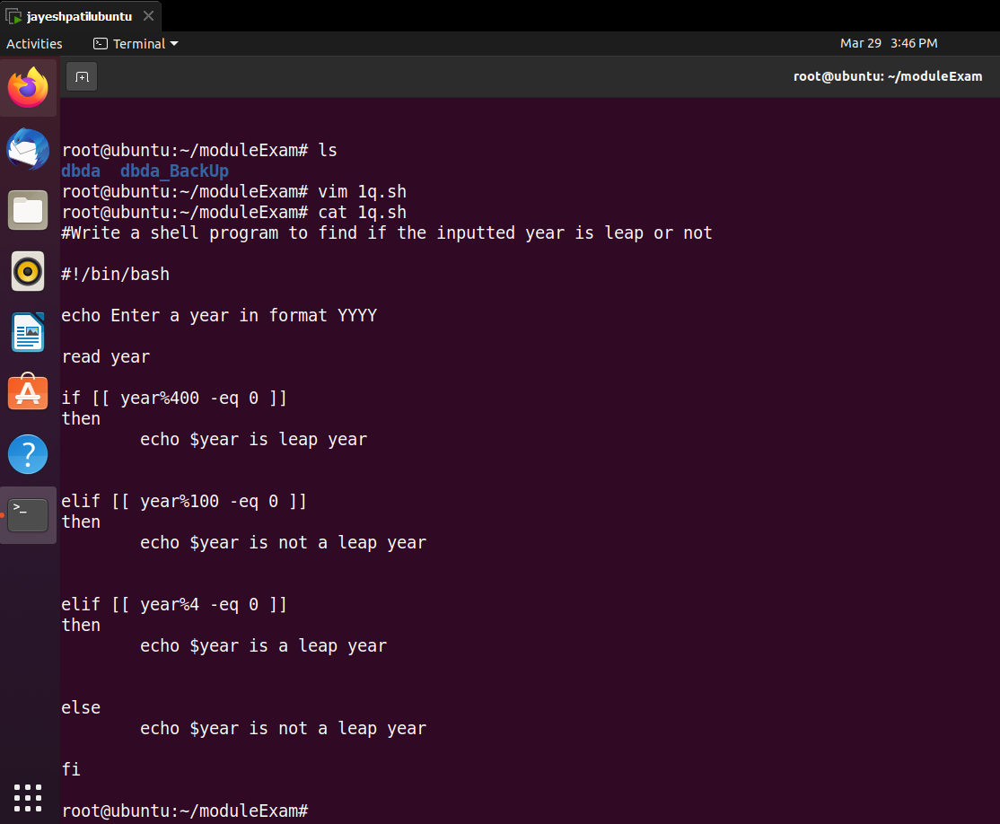 jayeshpatilubuntu
Activities Terminal Mar 29 3:46 PM
root@ubuntu: ~/moduleExam
root@ubuntu:~/moduleExam# ls
dbda dbda_BackUp
root@ubuntu:~/moduleExam# vim 1q.sh
root@ubuntu:~/moduleExam# cat 1q.sh
#Write a shell program to find if the inputted year is leap or not
#!/bin/bash
echo Enter a year in format YYYY
read year
if [[ year%400 -eq 0 ]]
then
echo $year is leap year
elif [[ year%100 -eq 0 ]]
then
echo $year is not a leap year
elif [[ year%4 -eq 0 ]]
then
echo $year is a leap year
else
echo $year is not a leap year
fi
root@ubuntu:~/moduleExam#